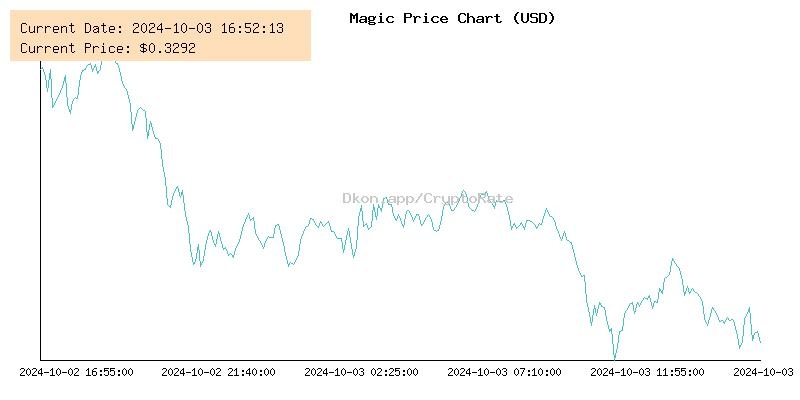 Magic Price Chart (USD)
Current Date: 2024-10-03 16:52:13
Current Price: $0.3292
Dkon.app/CryptoRate
2024-10-02 16:55:00
2024-10-02 21:40:00
2024-10-03 02:25:00
2024-10-03 07:10:00
2024-10-03 11:55:00
2024-10-03